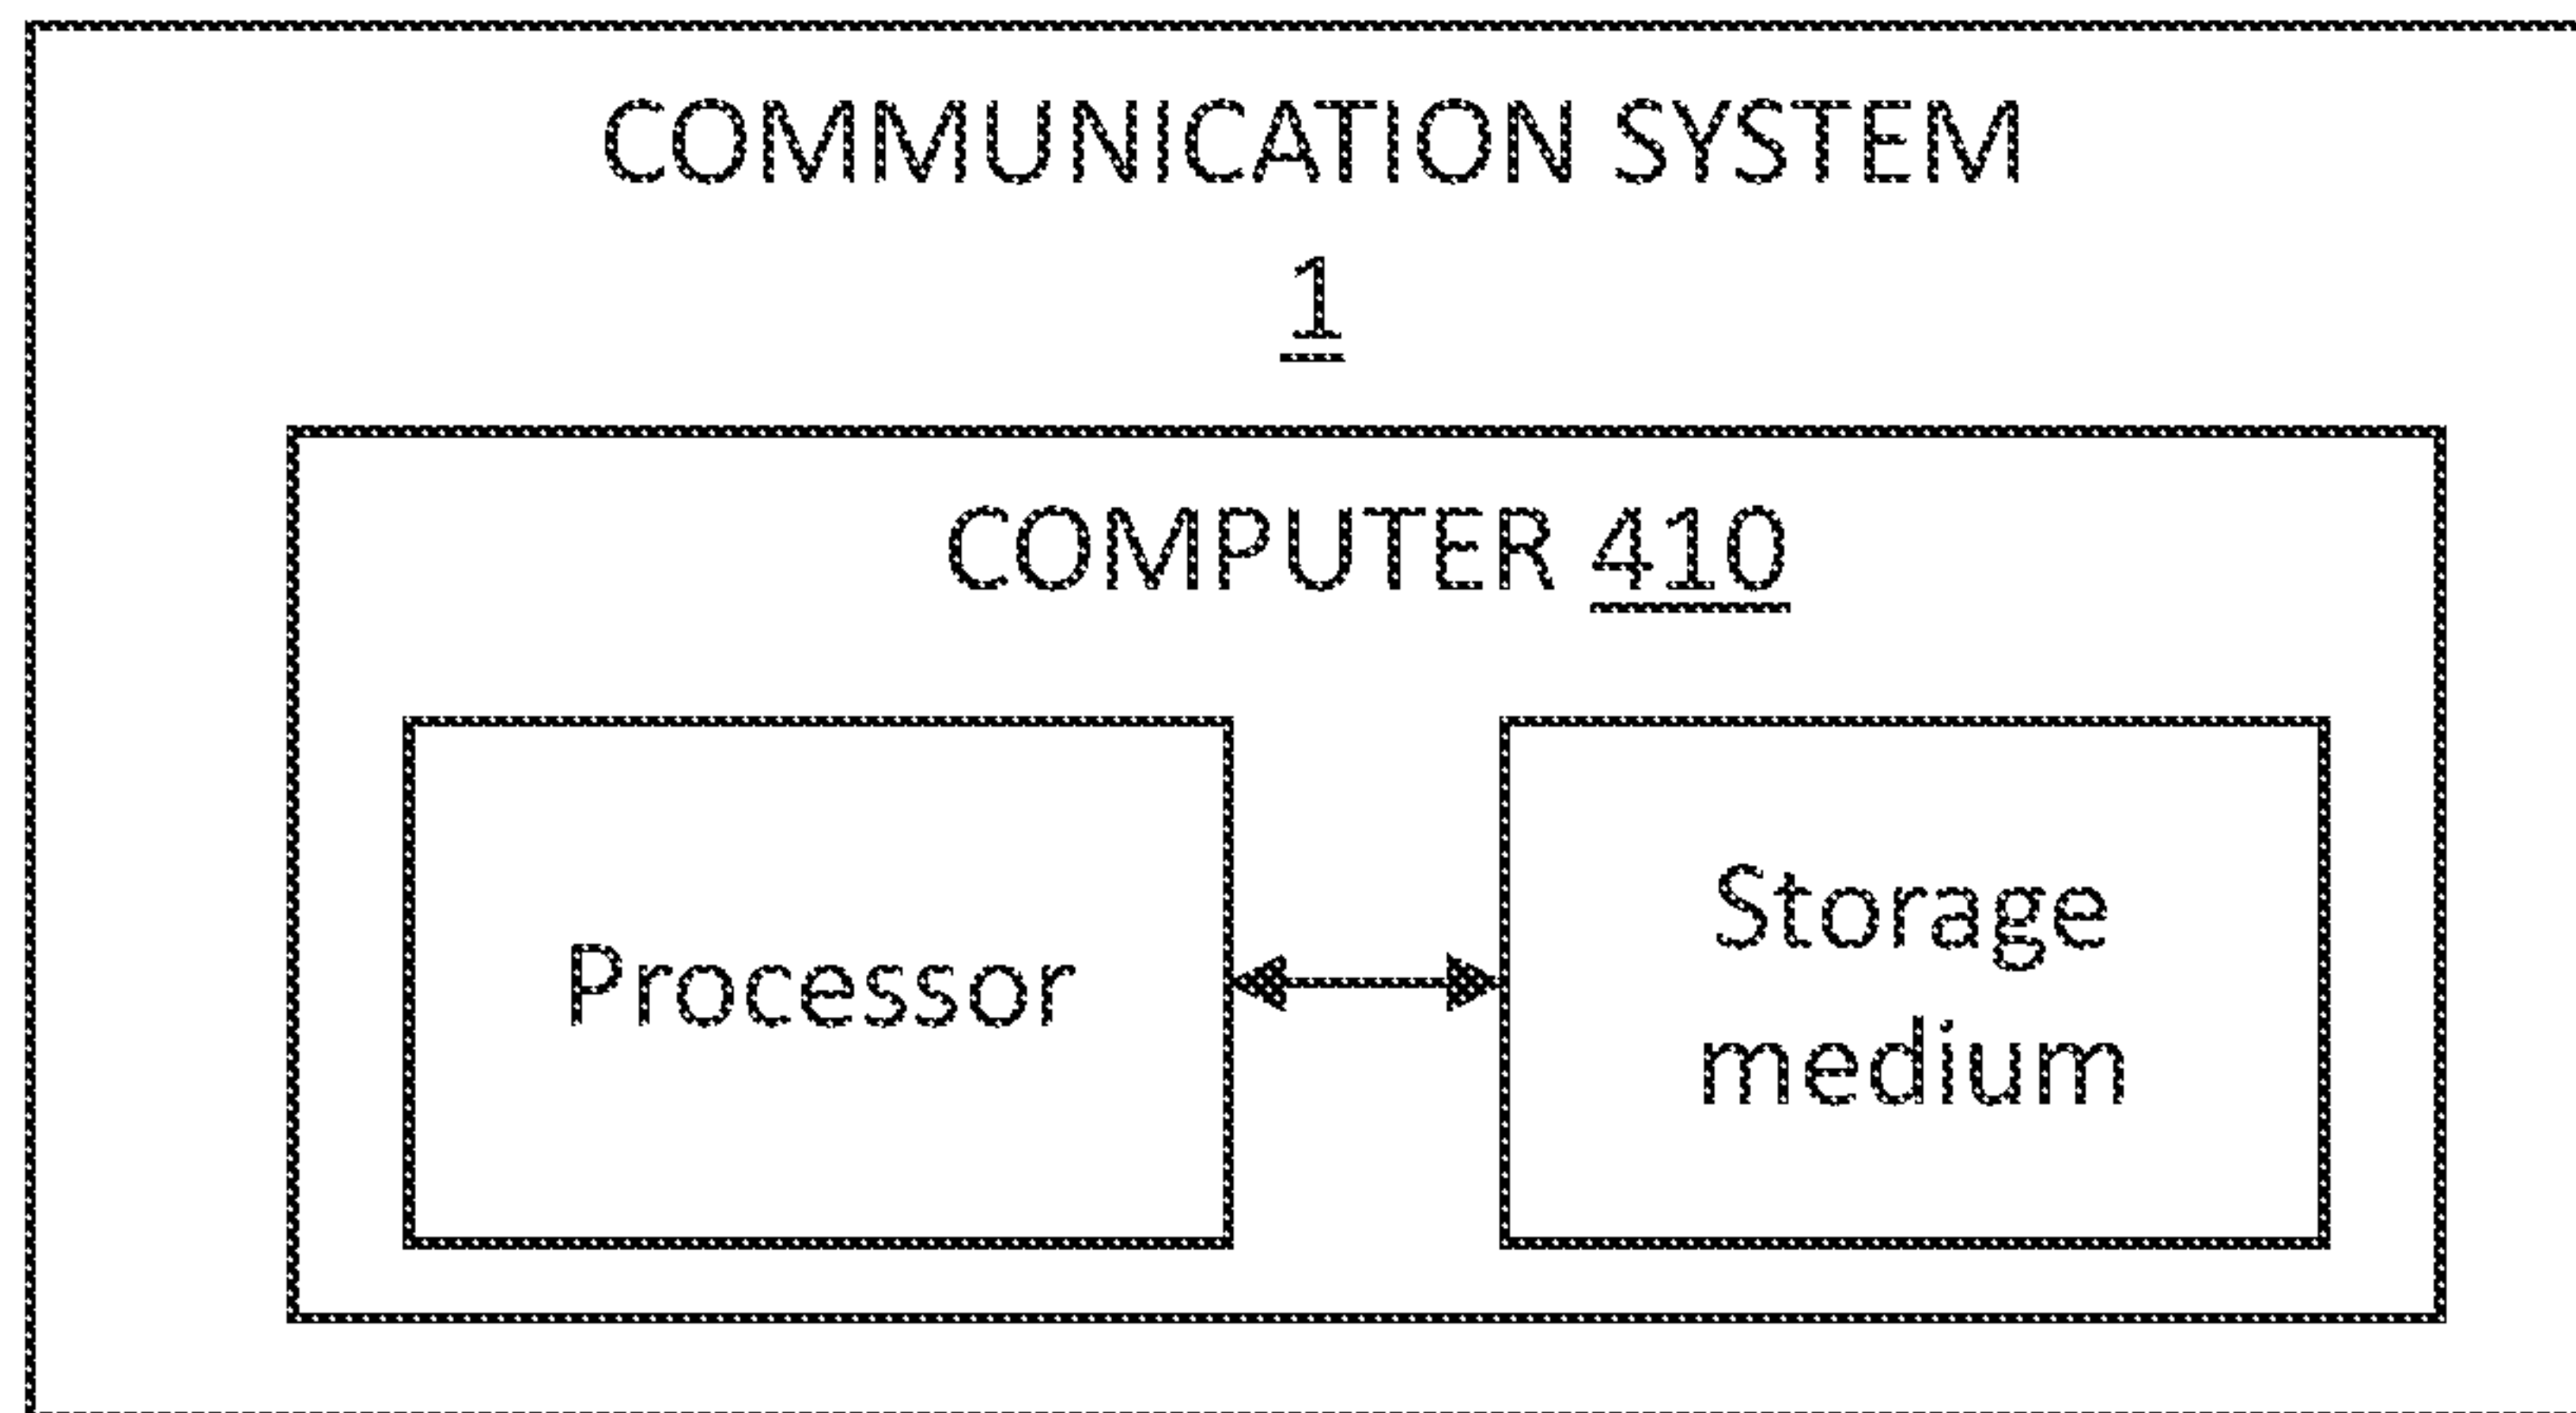 COMMUNICATION SYSTEM
1
COMPUTER 410
Processor
Storage
medium